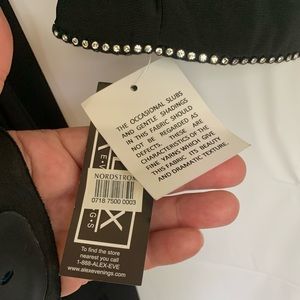 THE OCCASIONAL SLUBS
AND GENTLE SHADINGS
IN THIS FABRIC SHOULD
NOT BE REGARDED AS
DEFECTS. THESE ARE
CHARACTERISTICS OF THE
FINE YARNS WHICH GIVE
THIS FABRIC ITS BEAUTY
AND DRAMATIC TEXTURE.
NORDSTROM
0718 7500 0003
X
G·S
To find the store
nearest you call
1-888-ALEX-EVE
www.alexevenings.com